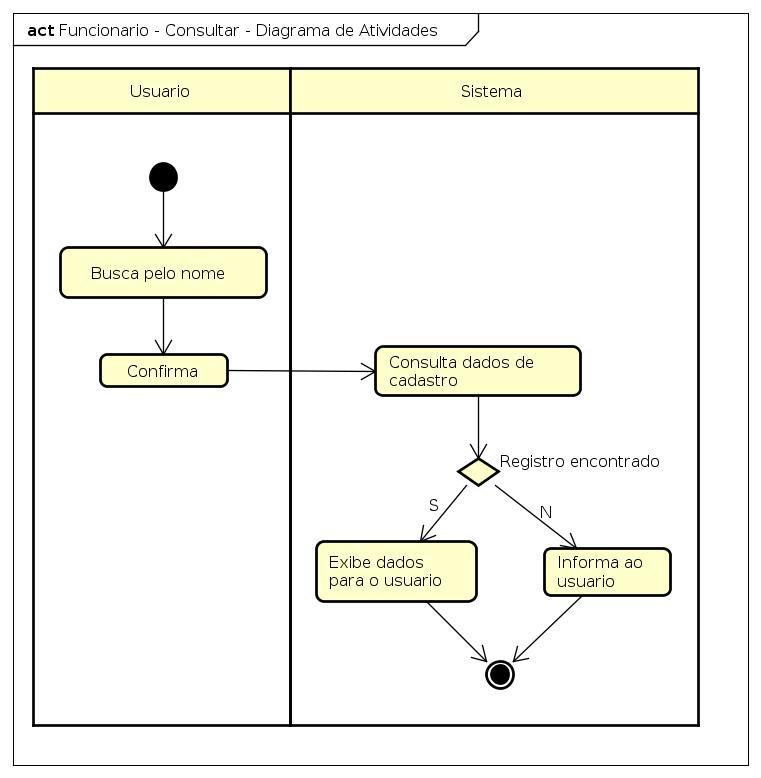 act Funcionario - Consultar - Diagrama de Atividades
Usuario
Sistema
Busca pelo nome
Confirma
Consulta dados de
cadastro
Registro encontrado
S
N
Exibe dados
para o usuario
Informa ao
usuario